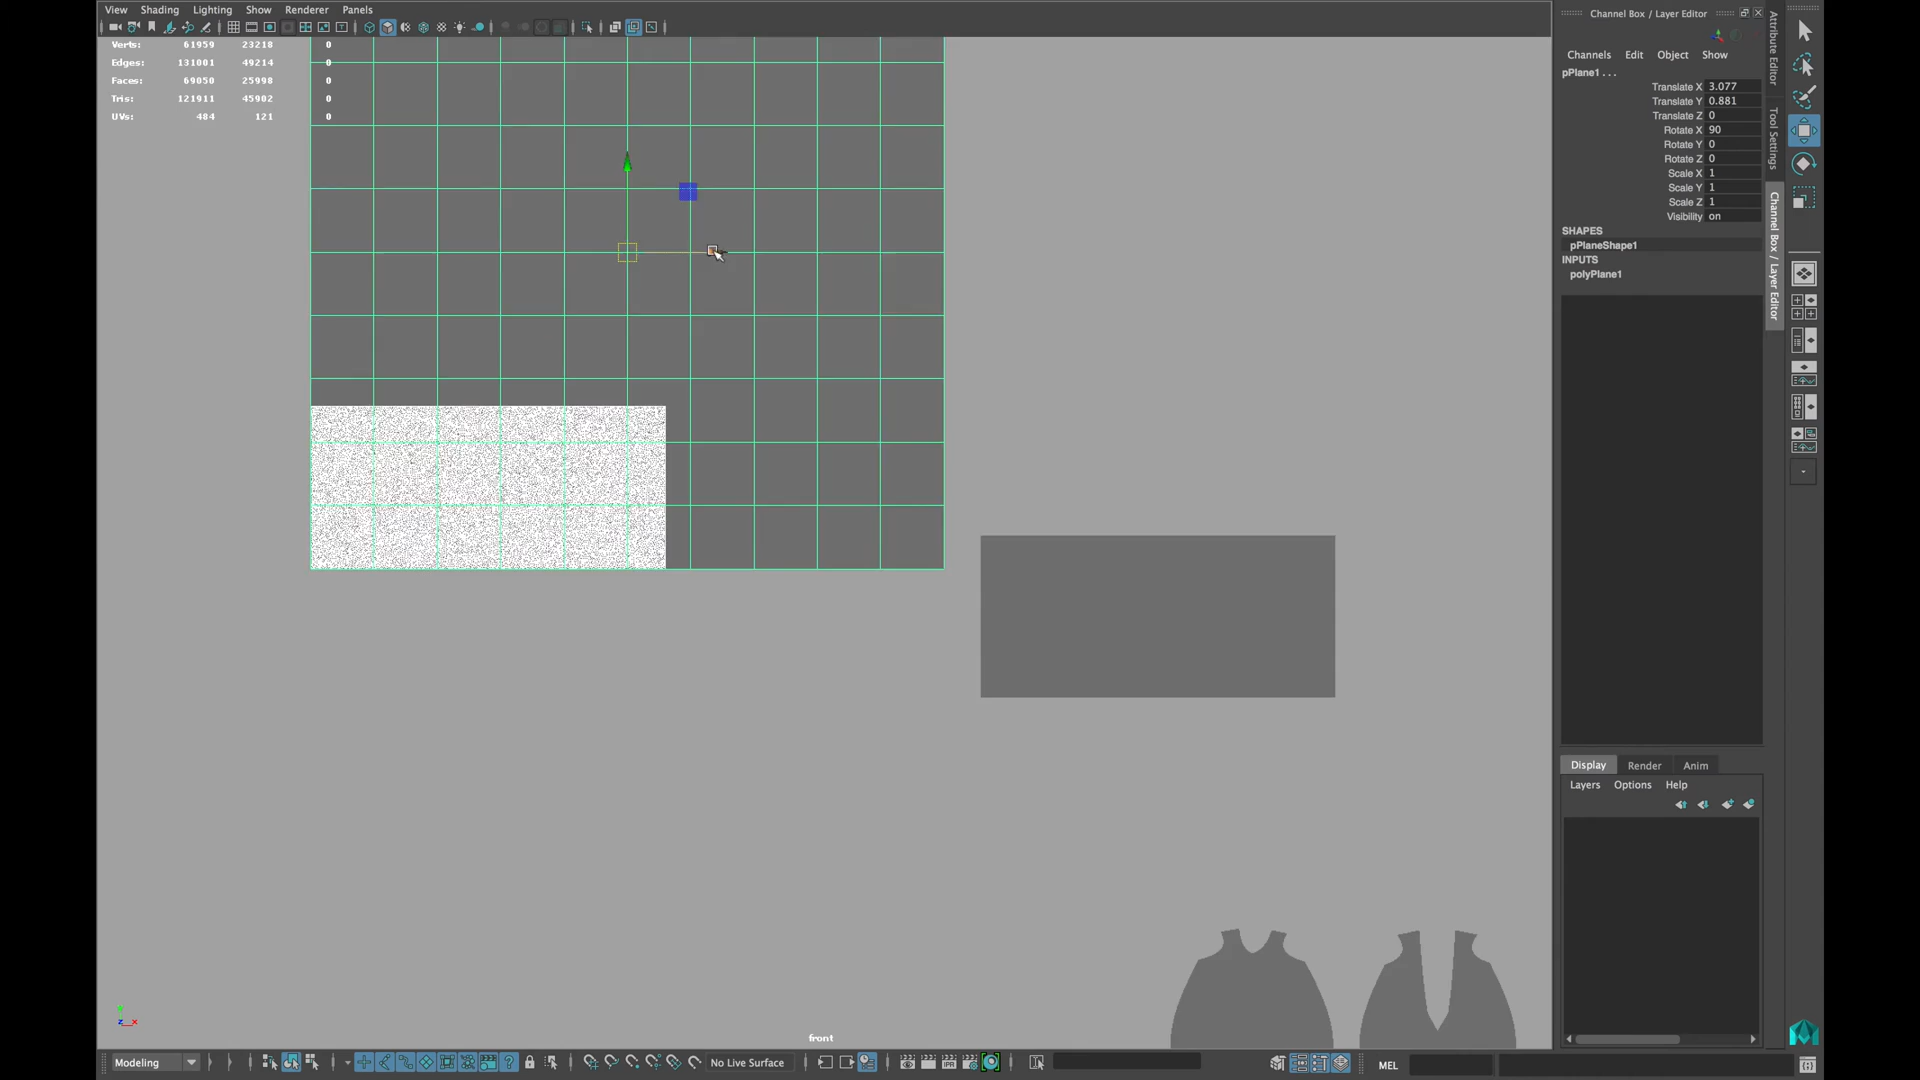 View Shading Lighting Show Renderer Panels
Verts: 61959 23218 0
Edges: 131001 49214 0
Faces: 69050 25998 0
Tris: 121911 45902 0
UVs: 484 121 0
front
Channel Box / Layer Editor
Channels Edit Object Show
pPlane1 . . .
Translate X 3.077
Translate Y 0.881
Translate Z 0
Rotate X 90
Rotate Y 0
Rotate Z 0
Scale X 1
Scale Y 1
Scale Z 1
Visibility on
SHAPES
pPlaneShape1
INPUTS
polyPlane1
Display Render Anim
Layers Options Help
Attribute Editor
Tool Settings
Channel Box / Layer Editor
Modeling
No Live Surface
MEL